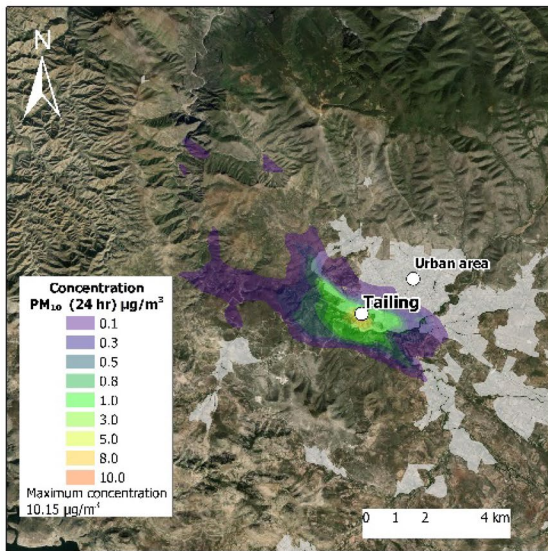 N
Urban area
Tailing
Concentration
PM₁₀ (24 hr) µg/m³
0.1
0.3
0.5
0.8
1.0
3.0
5.0
8.0
10.0
Maximum concentration
10.15 µg/m³
0 1 2 4 km